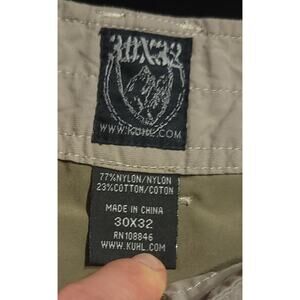 30X32
WWW.KUHL.COM
77%NYLON/NYLON
23%COTTON/COTON
MADE IN CHINA
30X32
RN108846
WWW.KUHL.COM